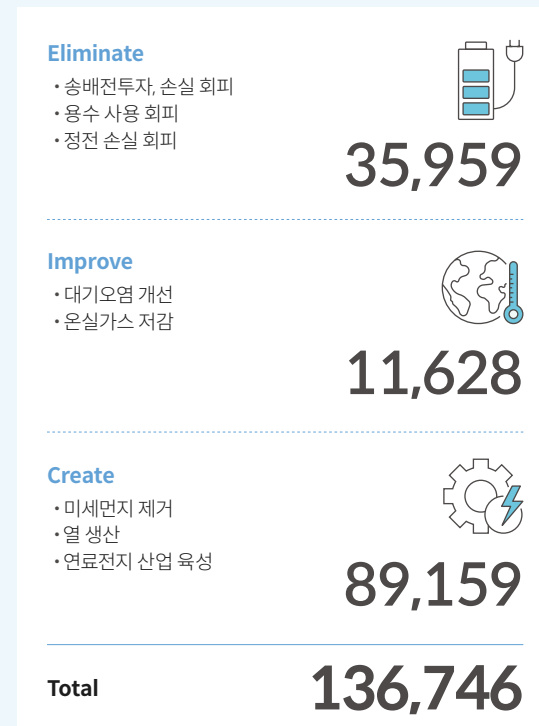 Eliminate
• 송배전투자, 손실 회피
• 용수 사용 회피
• 정전 손실 회피
35,959
Improve
• 대기오염 개선
• 온실가스 저감
11,628
Create
• 미세먼지 제거
• 열 생산
• 연료전지 산업 육성
89,159
Total 136,746